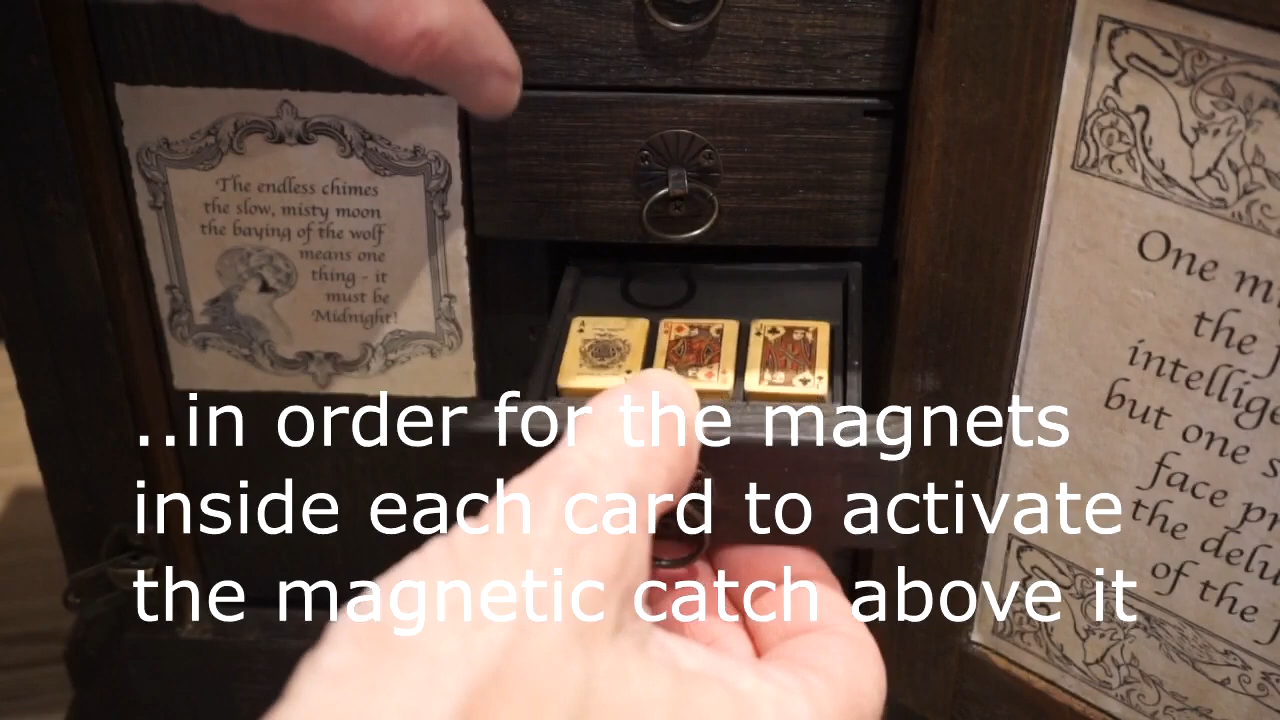 The endless chimes
the slow, misty moon
the baying of the wolf
means one
thing - it
must be
Midnight!
One
the
but one
face
the
of the
..in order for the magnets
inside each card to activate
the magnetic catch above it